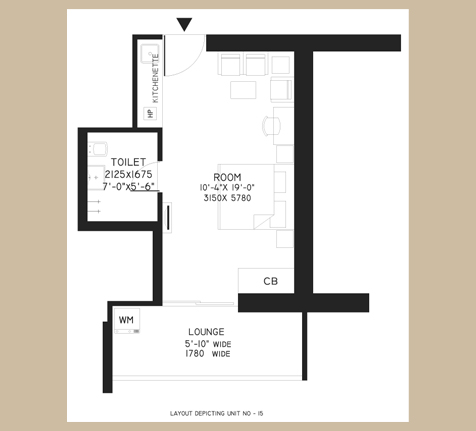 KITCHENETTE
HP
TOILET
2125x1675
7'-0"x5'-6"
ROOM
10'-4"X 19'-0"
3150X 5780
CB
WM
LOUNGE
5'-10" WIDE
1780 WIDE
LAYOUT DEPICTING UNIT NO - 15